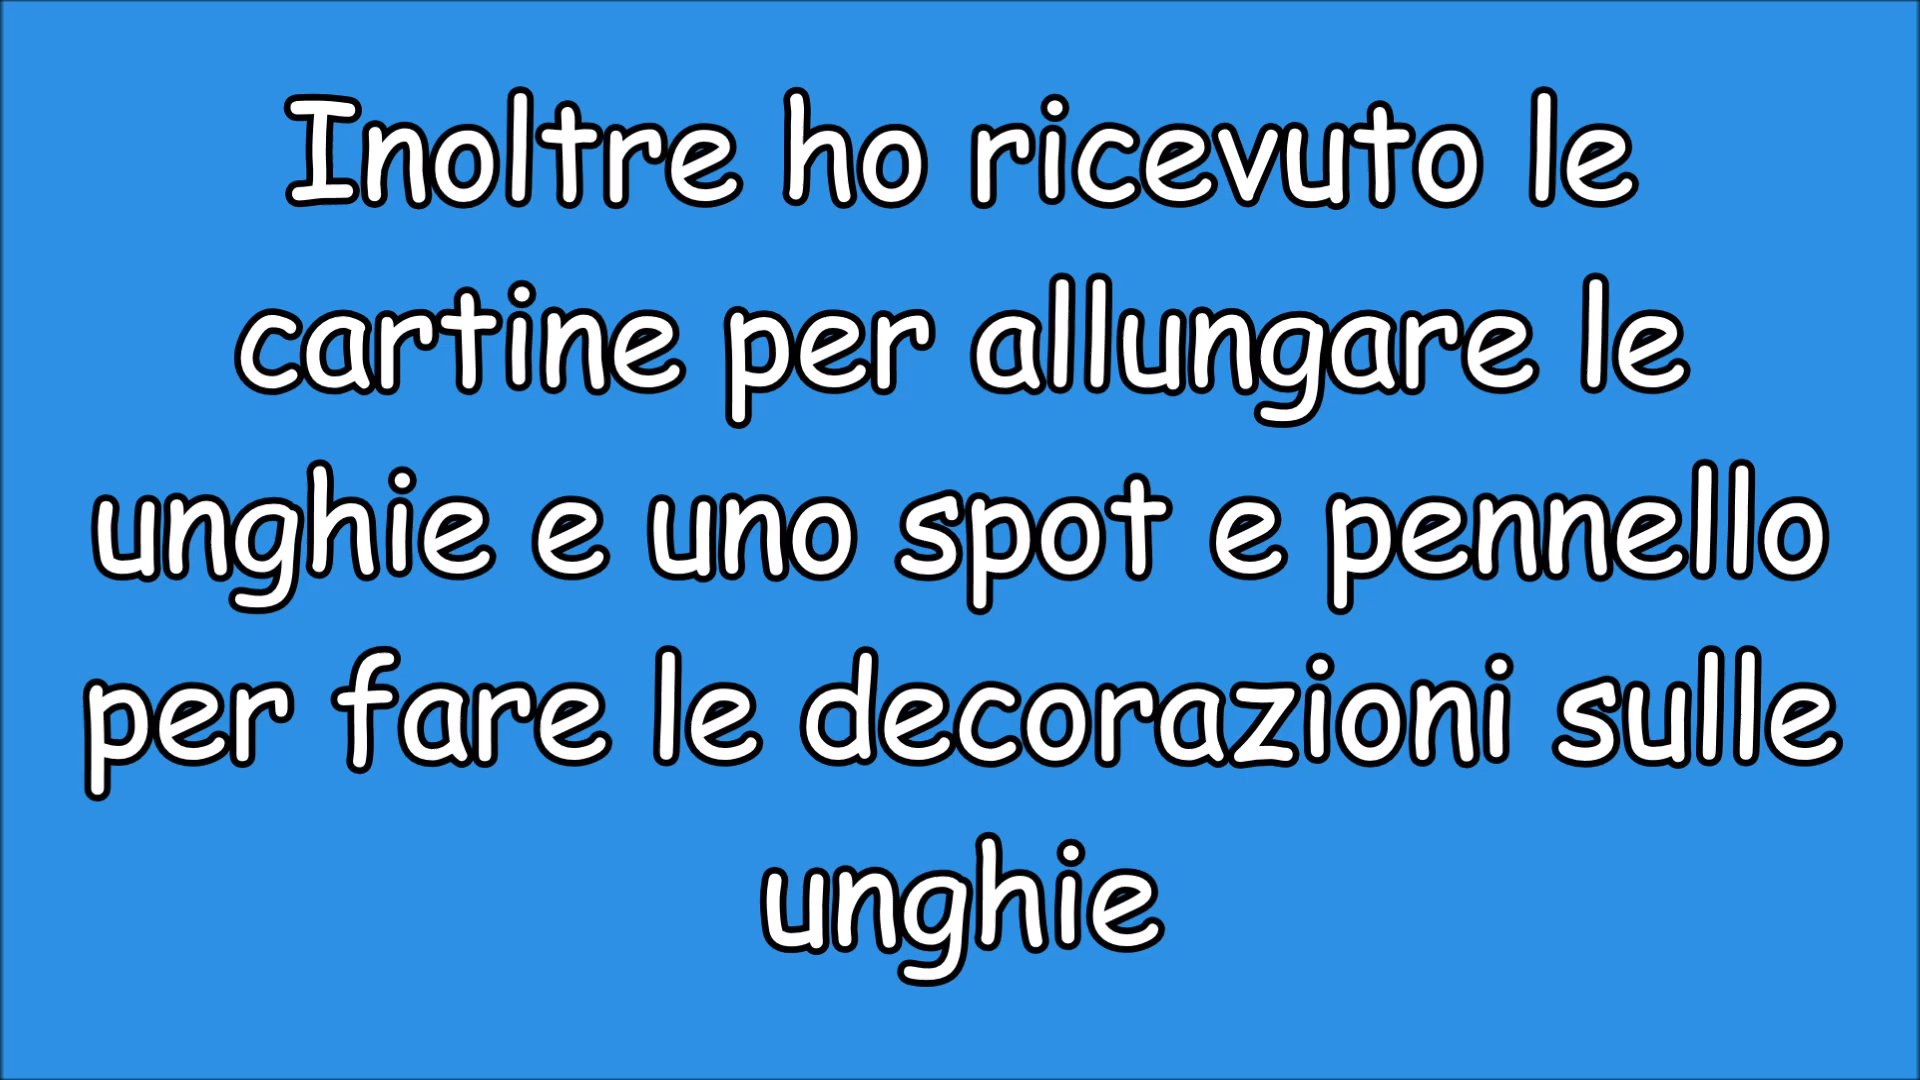 Inoltre ho ricevuto le
cartine per allungare le
unghie e uno spot e pennello
per fare le decorazioni sulle
unghie